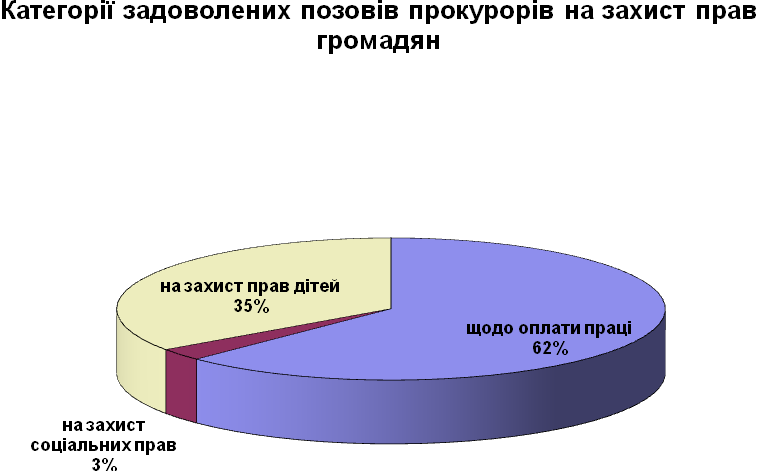 Категорії задоволених позовів прокурорів на захист прав
громадян
на захист прав дітей
35%
щодо оплати праці
62%
на захист
соціальних прав
3%